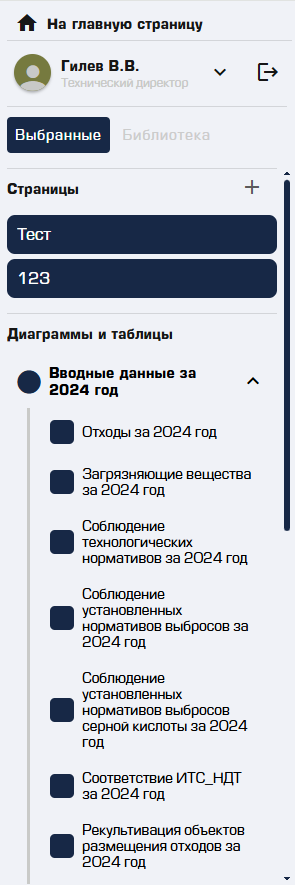 На главную страницу
Гилев В.В.
Технический директор
Выбранные
Библиотека
Страницы
Тест
123
Диаграммы и таблицы
Вводные данные за
2024 год
Отходы за 2024 год
Загрязняющие вещества
за 2024 год
Соблюдение
технологических
нормативов за 2024 год
Соблюдение
установленных
нормативов выбросов за
2024 год
Соблюдение
установленных
нормативов выбросов
серной кислоты за 2024
год
Соответствие ИТС_НДТ
за 2024 год
Рекультивация объектов
размещения отходов за
2024 год